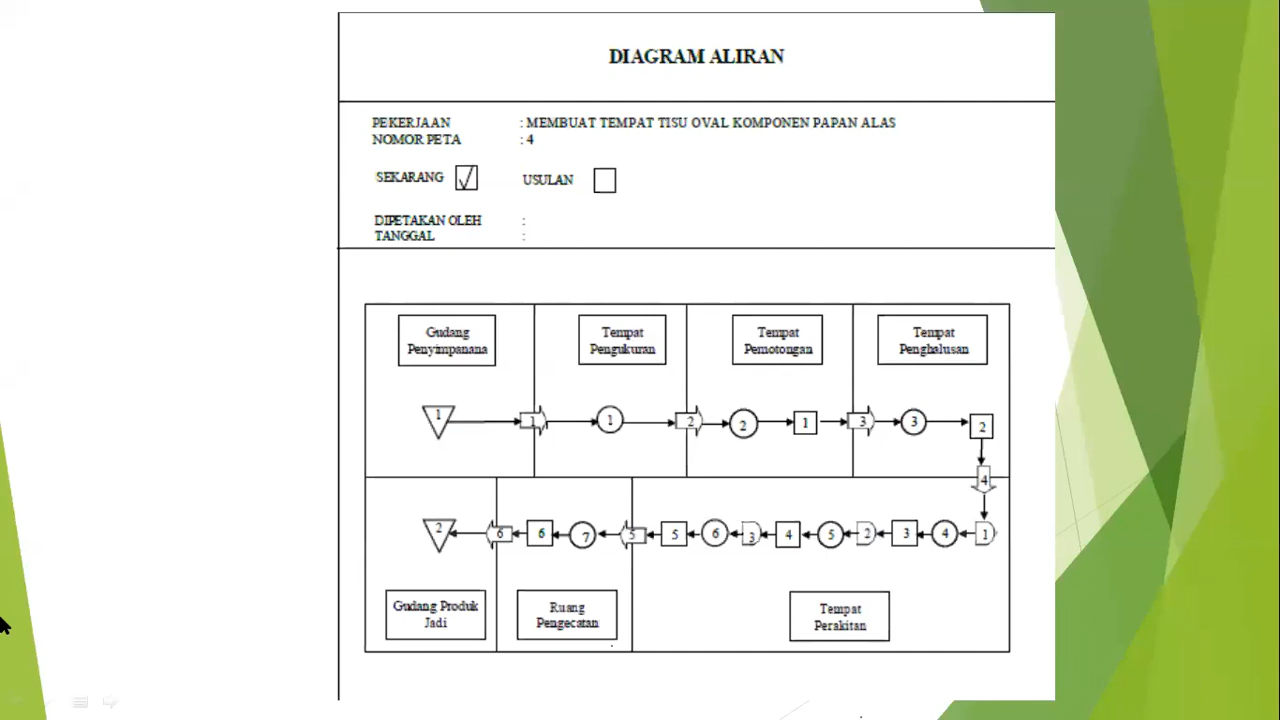 DIAGRAM ALIRAN
PEKERJAAN : MEMBUAT TEMPAT TISU OVAL KOMPONEN PAPAN ALAS
NOMOR PETA : 4
SEKARANG √ USULAN
DIPETAKAN OLEH :
TANGGAL :
Gudang
Penyimpanana
Tempat
Pengukuran
Tempat
Pemotongan
Tempat
Penghalusan
1 1 1 2 2 1 3 3 2
4
2 6 6 7 5 5 6 3 4 5 2 3 4 1
Gudang Produk
Jadi
Ruang
Pengecatan
Tempat
Perakitan